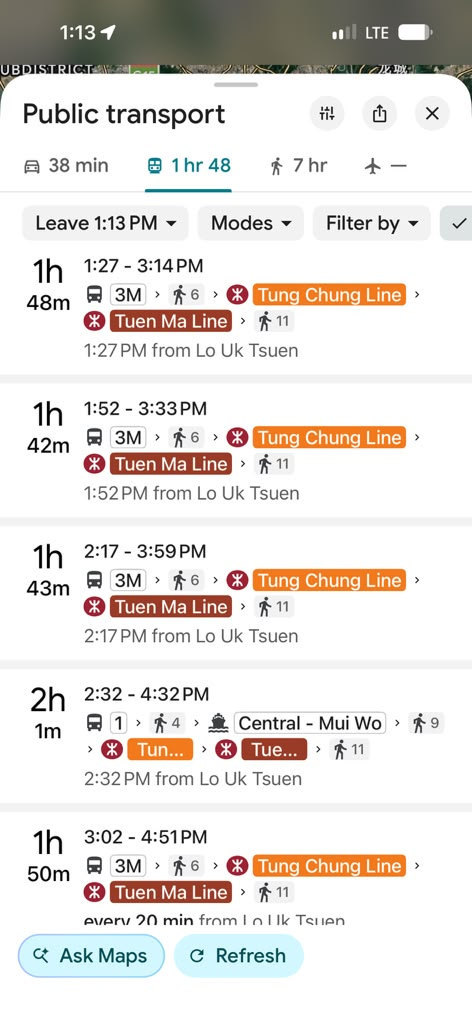 1:13
LTE
UBDISTRICT
Public transport
38 min
1 hr 48
7 hr
—
Leave 1:13 PM
Modes
Filter by
1h 48m
1:27 - 3:14 PM
3M 6 Tung Chung Line
Tuen Ma Line 11
1:27 PM from Lo Uk Tsuen
1h 42m
1:52 - 3:33 PM
3M 6 Tung Chung Line
Tuen Ma Line 11
1:52 PM from Lo Uk Tsuen
1h 43m
2:17 - 3:59 PM
3M 6 Tung Chung Line
Tuen Ma Line 11
2:17 PM from Lo Uk Tsuen
2h 1m
2:32 - 4:32 PM
1 4 Central - Mui Wo 9
Tun... Tue... 11
2:32 PM from Lo Uk Tsuen
1h 50m
3:02 - 4:51 PM
3M 6 Tung Chung Line
Tuen Ma Line 11
every 20 min from Lo Uk Tsuen
Ask Maps
Refresh